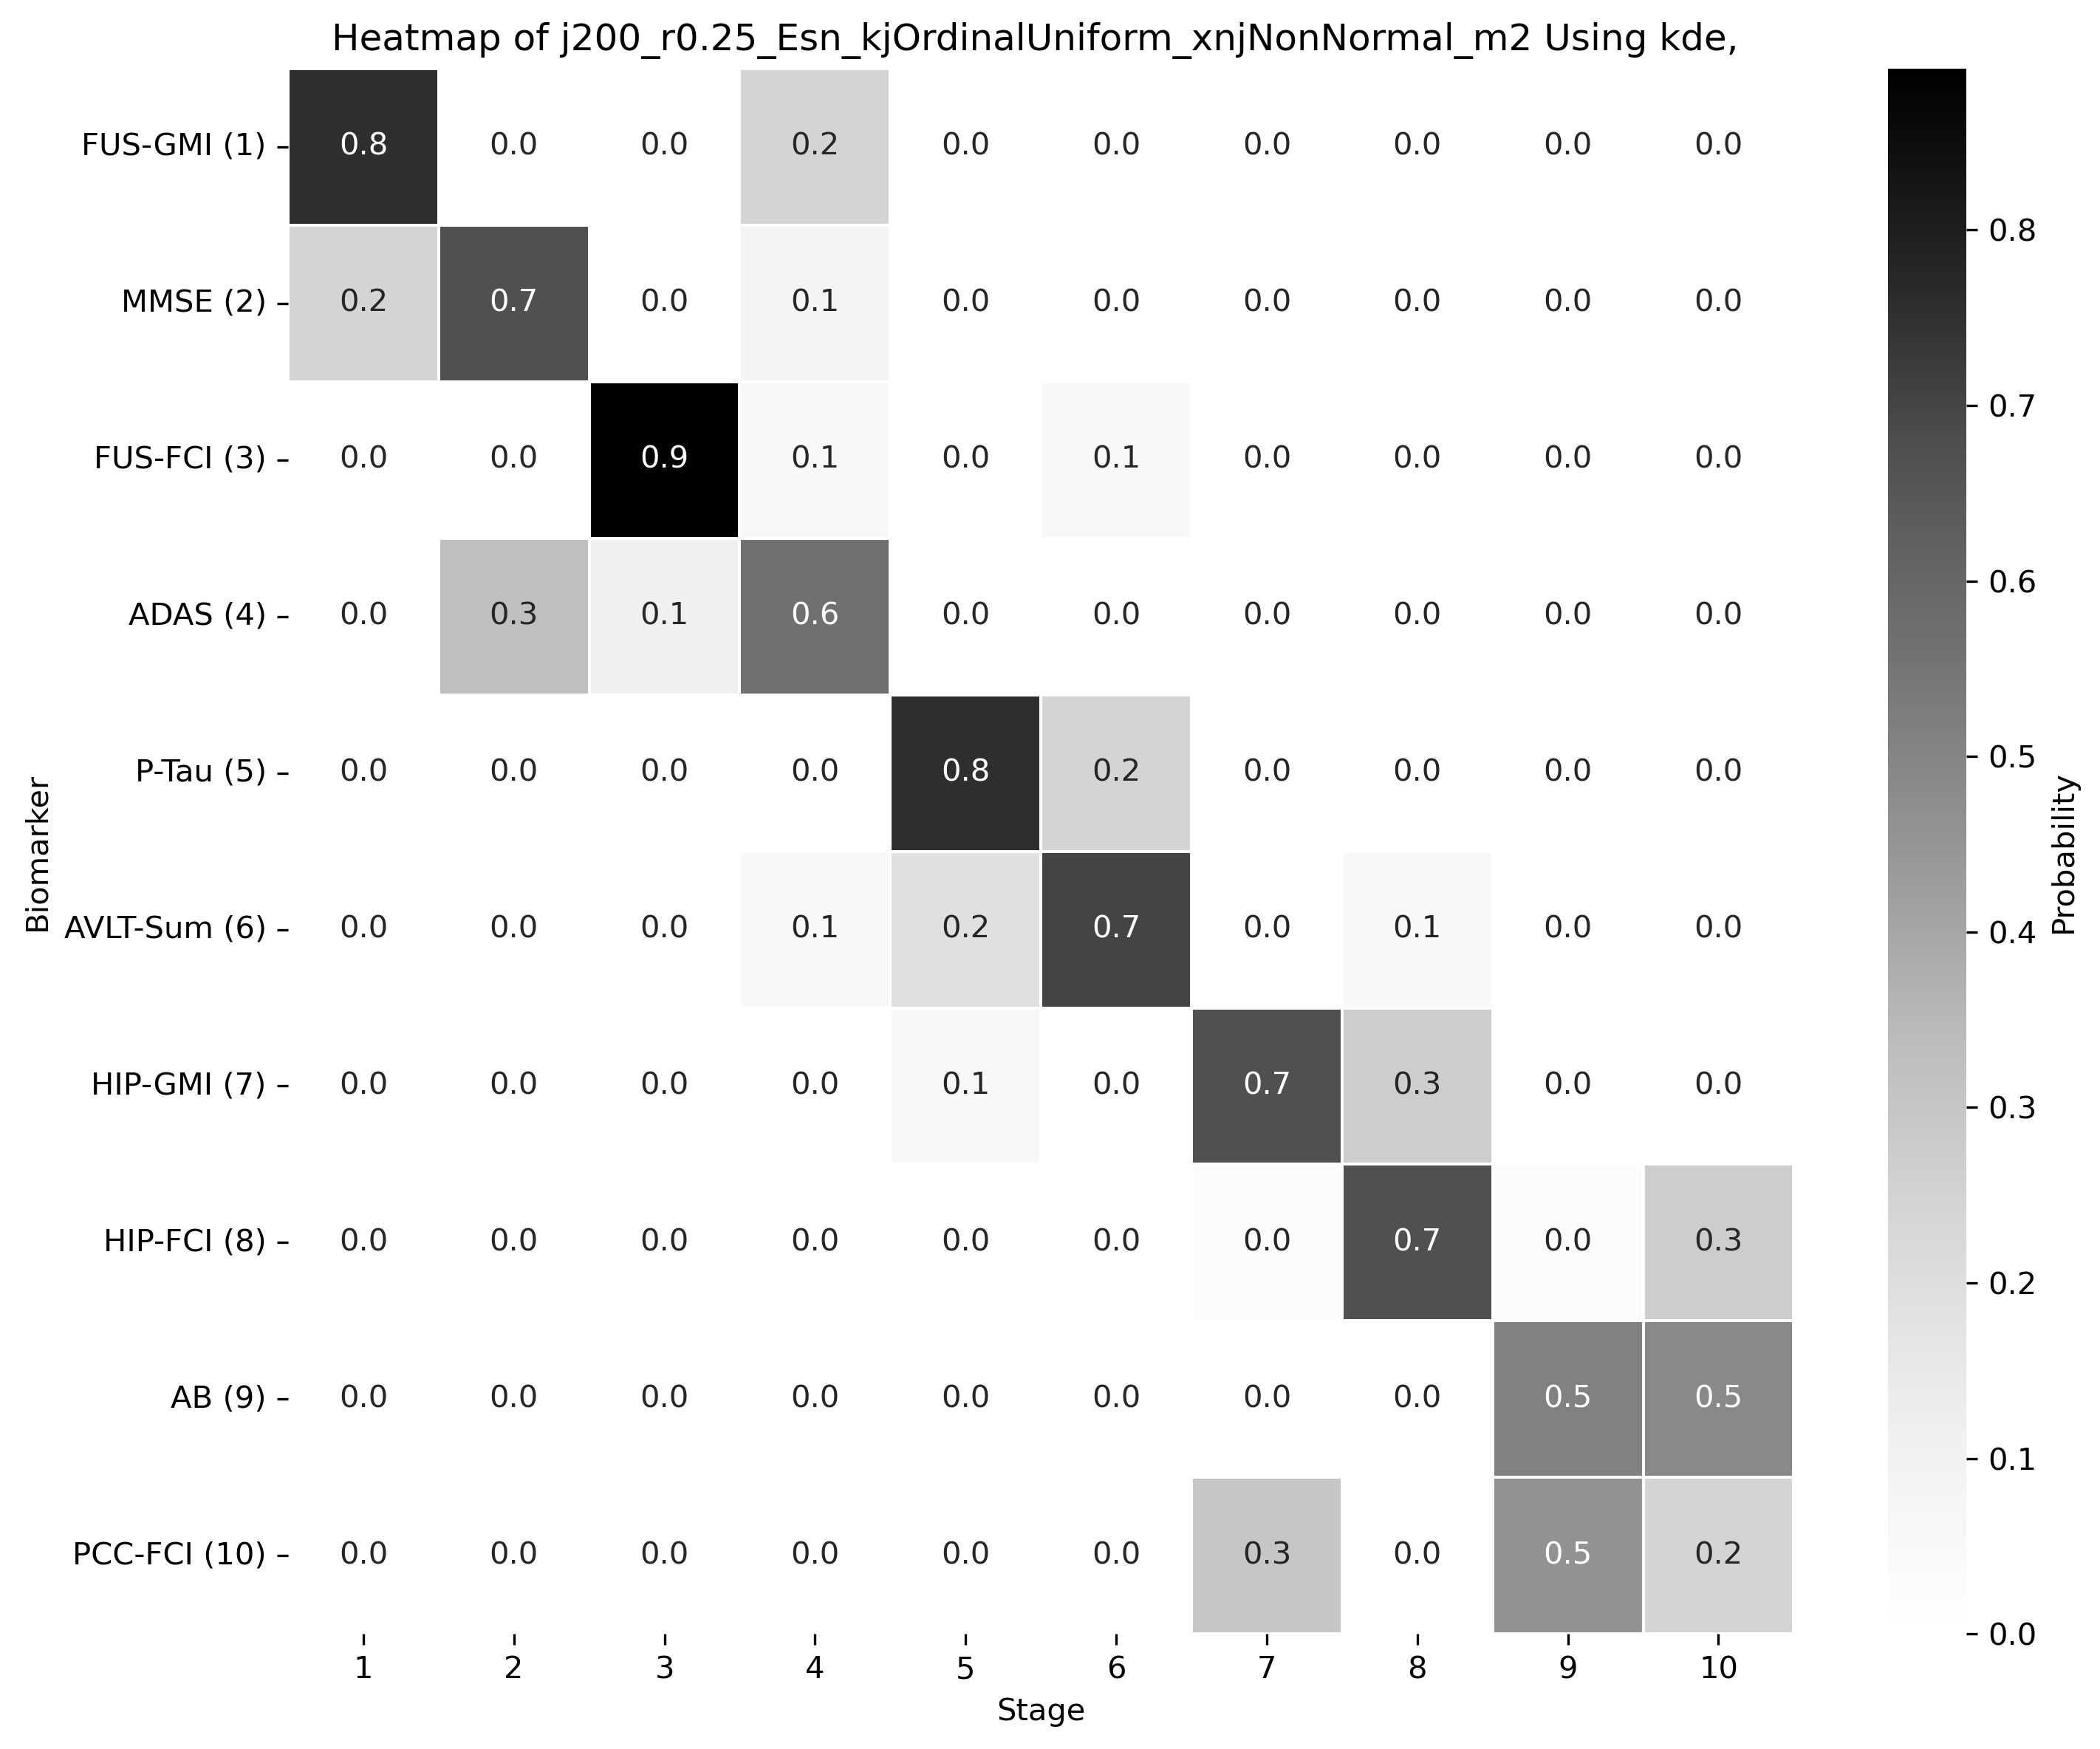 Heatmap of j200_r0.25_Esn_kjOrdinalUniform_xnjNonNormal_m2 Using kde,
FUS-GMI (1) 0.8 0.0 0.0 0.2 0.0 0.0 0.0 0.0 0.0 0.0
MMSE (2) 0.2 0.7 0.0 0.1 0.0 0.0 0.0 0.0 0.0 0.0
FUS-FCI (3) 0.0 0.0 0.9 0.1 0.0 0.1 0.0 0.0 0.0 0.0
ADAS (4) 0.0 0.3 0.1 0.6 0.0 0.0 0.0 0.0 0.0 0.0
P-Tau (5) 0.0 0.0 0.0 0.0 0.8 0.2 0.0 0.0 0.0 0.0
AVLT-Sum (6) 0.0 0.0 0.0 0.1 0.2 0.7 0.0 0.1 0.0 0.0
HIP-GMI (7) 0.0 0.0 0.0 0.0 0.1 0.0 0.7 0.3 0.0 0.0
HIP-FCI (8) 0.0 0.0 0.0 0.0 0.0 0.0 0.0 0.7 0.0 0.3
AB (9) 0.0 0.0 0.0 0.0 0.0 0.0 0.0 0.0 0.5 0.5
PCC-FCI (10) 0.0 0.0 0.0 0.0 0.0 0.0 0.3 0.0 0.5 0.2
1 2 3 4 5 6 7 8 9 10
Stage
Biomarker
0.8
0.7
0.6
0.5
0.4
0.3
0.2
0.1
0.0
Probability